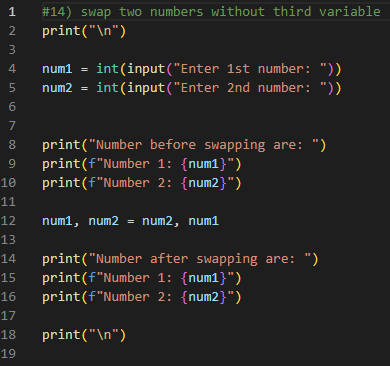 1 #14) swap two numbers without third variable
2 print("\n")
3
4 num1 = int(input("Enter 1st number: "))
5 num2 = int(input("Enter 2nd number: "))
6
7
8 print("Number before swapping are: ")
9 print(f"Number 1: {num1}")
10 print(f"Number 2: {num2}")
11
12 num1, num2 = num2, num1
13
14 print("Number after swapping are: ")
15 print(f"Number 1: {num1}")
16 print(f"Number 2: {num2}")
17
18 print("\n")
19